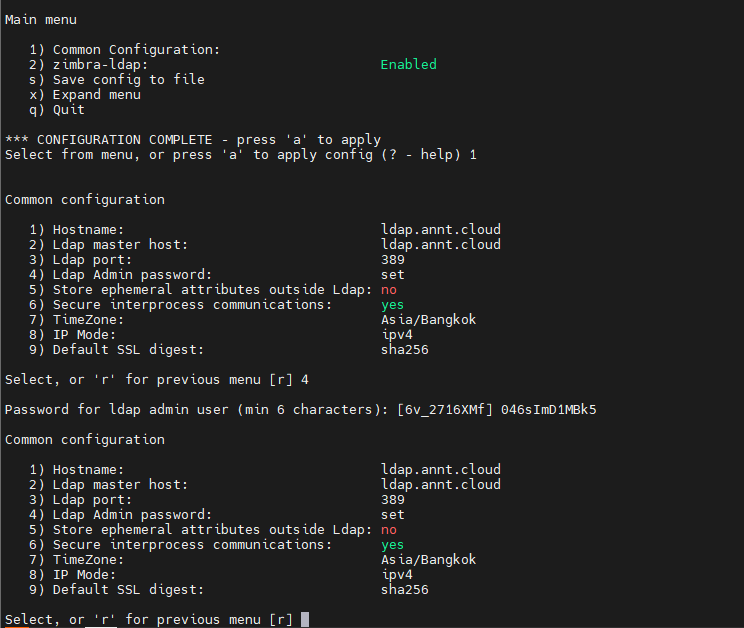 Main menu
1) Common Configuration:
2) zimbra-ldap: Enabled
s) Save config to file
x) Expand menu
q) Quit
*** CONFIGURATION COMPLETE - press 'a' to apply
Select from menu, or press 'a' to apply config (? - help) 1
Common configuration
1) Hostname: ldap.annt.cloud
2) Ldap master host: ldap.annt.cloud
3) Ldap port: 389
4) Ldap Admin password: set
5) Store ephemeral attributes outside Ldap: no
6) Secure interprocess communications: yes
7) TimeZone: Asia/Bangkok
8) IP Mode: ipv4
9) Default SSL digest: sha256
Select, or 'r' for previous menu [r] 4
Password for ldap admin user (min 6 characters): [6v_2716XMf] 046sImD1MBk5
Common configuration
1) Hostname: ldap.annt.cloud
2) Ldap master host: ldap.annt.cloud
3) Ldap port: 389
4) Ldap Admin password: set
5) Store ephemeral attributes outside Ldap: no
6) Secure interprocess communications: yes
7) TimeZone: Asia/Bangkok
8) IP Mode: ipv4
9) Default SSL digest: sha256
Select, or 'r' for previous menu [r]